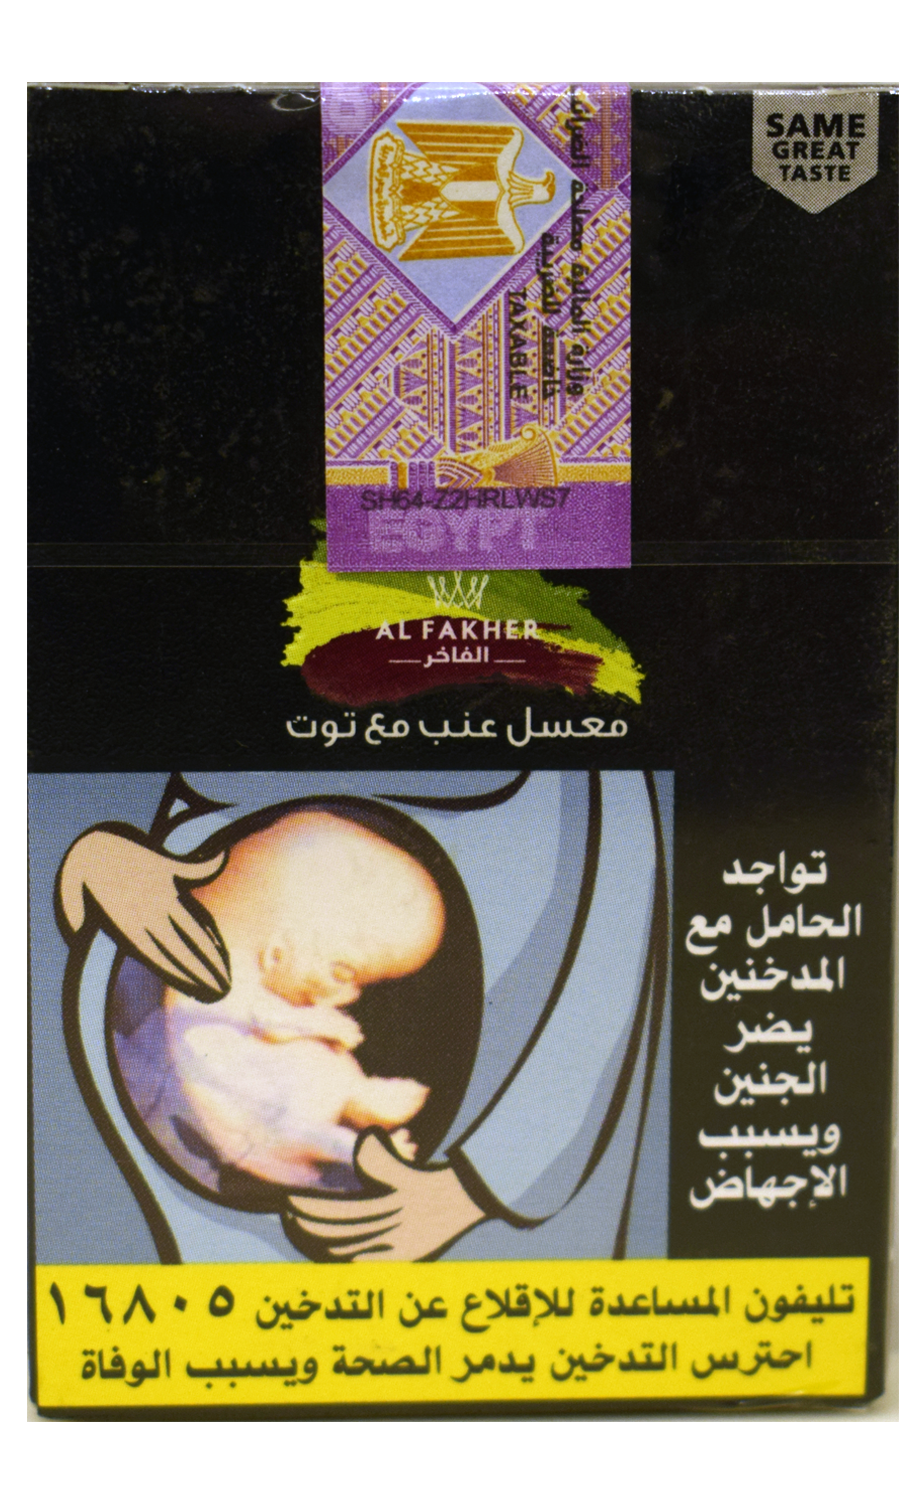 SAME
GREAT
TASTE
وزارة المالية مصلحة الضرائب
خاضعة للضريبة
TAXABLE
SH64-Z2HRLWS7
EGYPT
AL FAKHER
الفاخر
معسل عنب مع توت
تواجد
الحامل مع
المدخنين
يضر
الجنين
ويسبب
الإجهاض
تليفون المساعدة للإقلاع عن التدخين ١٦٨٠٥
احترس التدخين يدمر الصحة ويسبب الوفاة